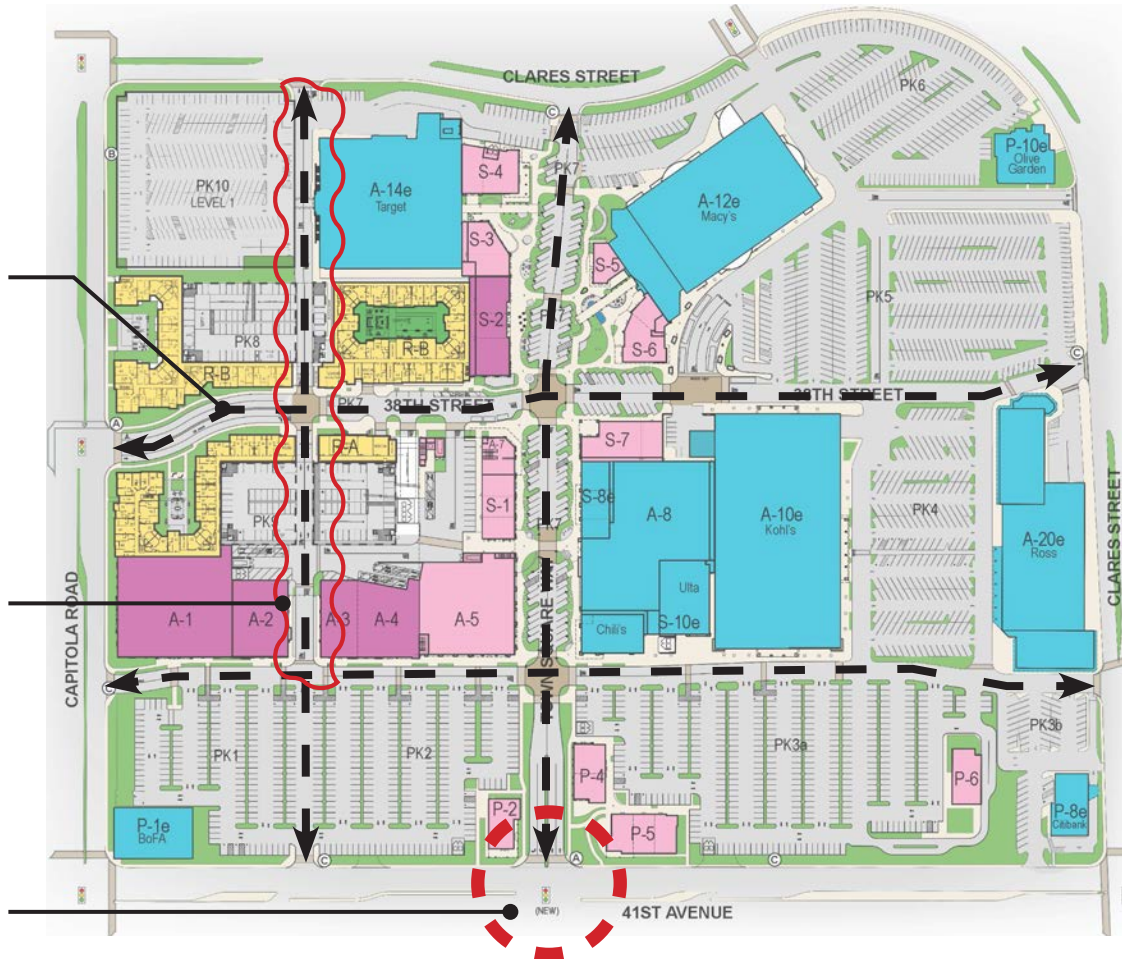 CLARES STREET
PK6
P-10e
Olive
Garden
PK10
LEVEL 1
A-14e
Target
S-4
PK7
A-12e
Macy's
S-3
S-5
S-2
S-6
PK5
PK8
R-B
R-B
PK7
38TH STREET
38TH STREET
R-A
A-7
S-7
S-1
S-8e
A-8
A-10e
Kohl's
PK4
A-20e
Ross
CLARES STREET
PK9
Ulta
S-10e
Chili's
A-1
A-2
A-3
A-4
A-5
CAPITOLA ROAD
PK1
PK2
PK3a
PK3b
P-4
P-6
P-2
P-5
P-1e
BofA
P-8e
Citibank
(NEW)
41ST AVENUE
A
B
C
C
C
C
A
C